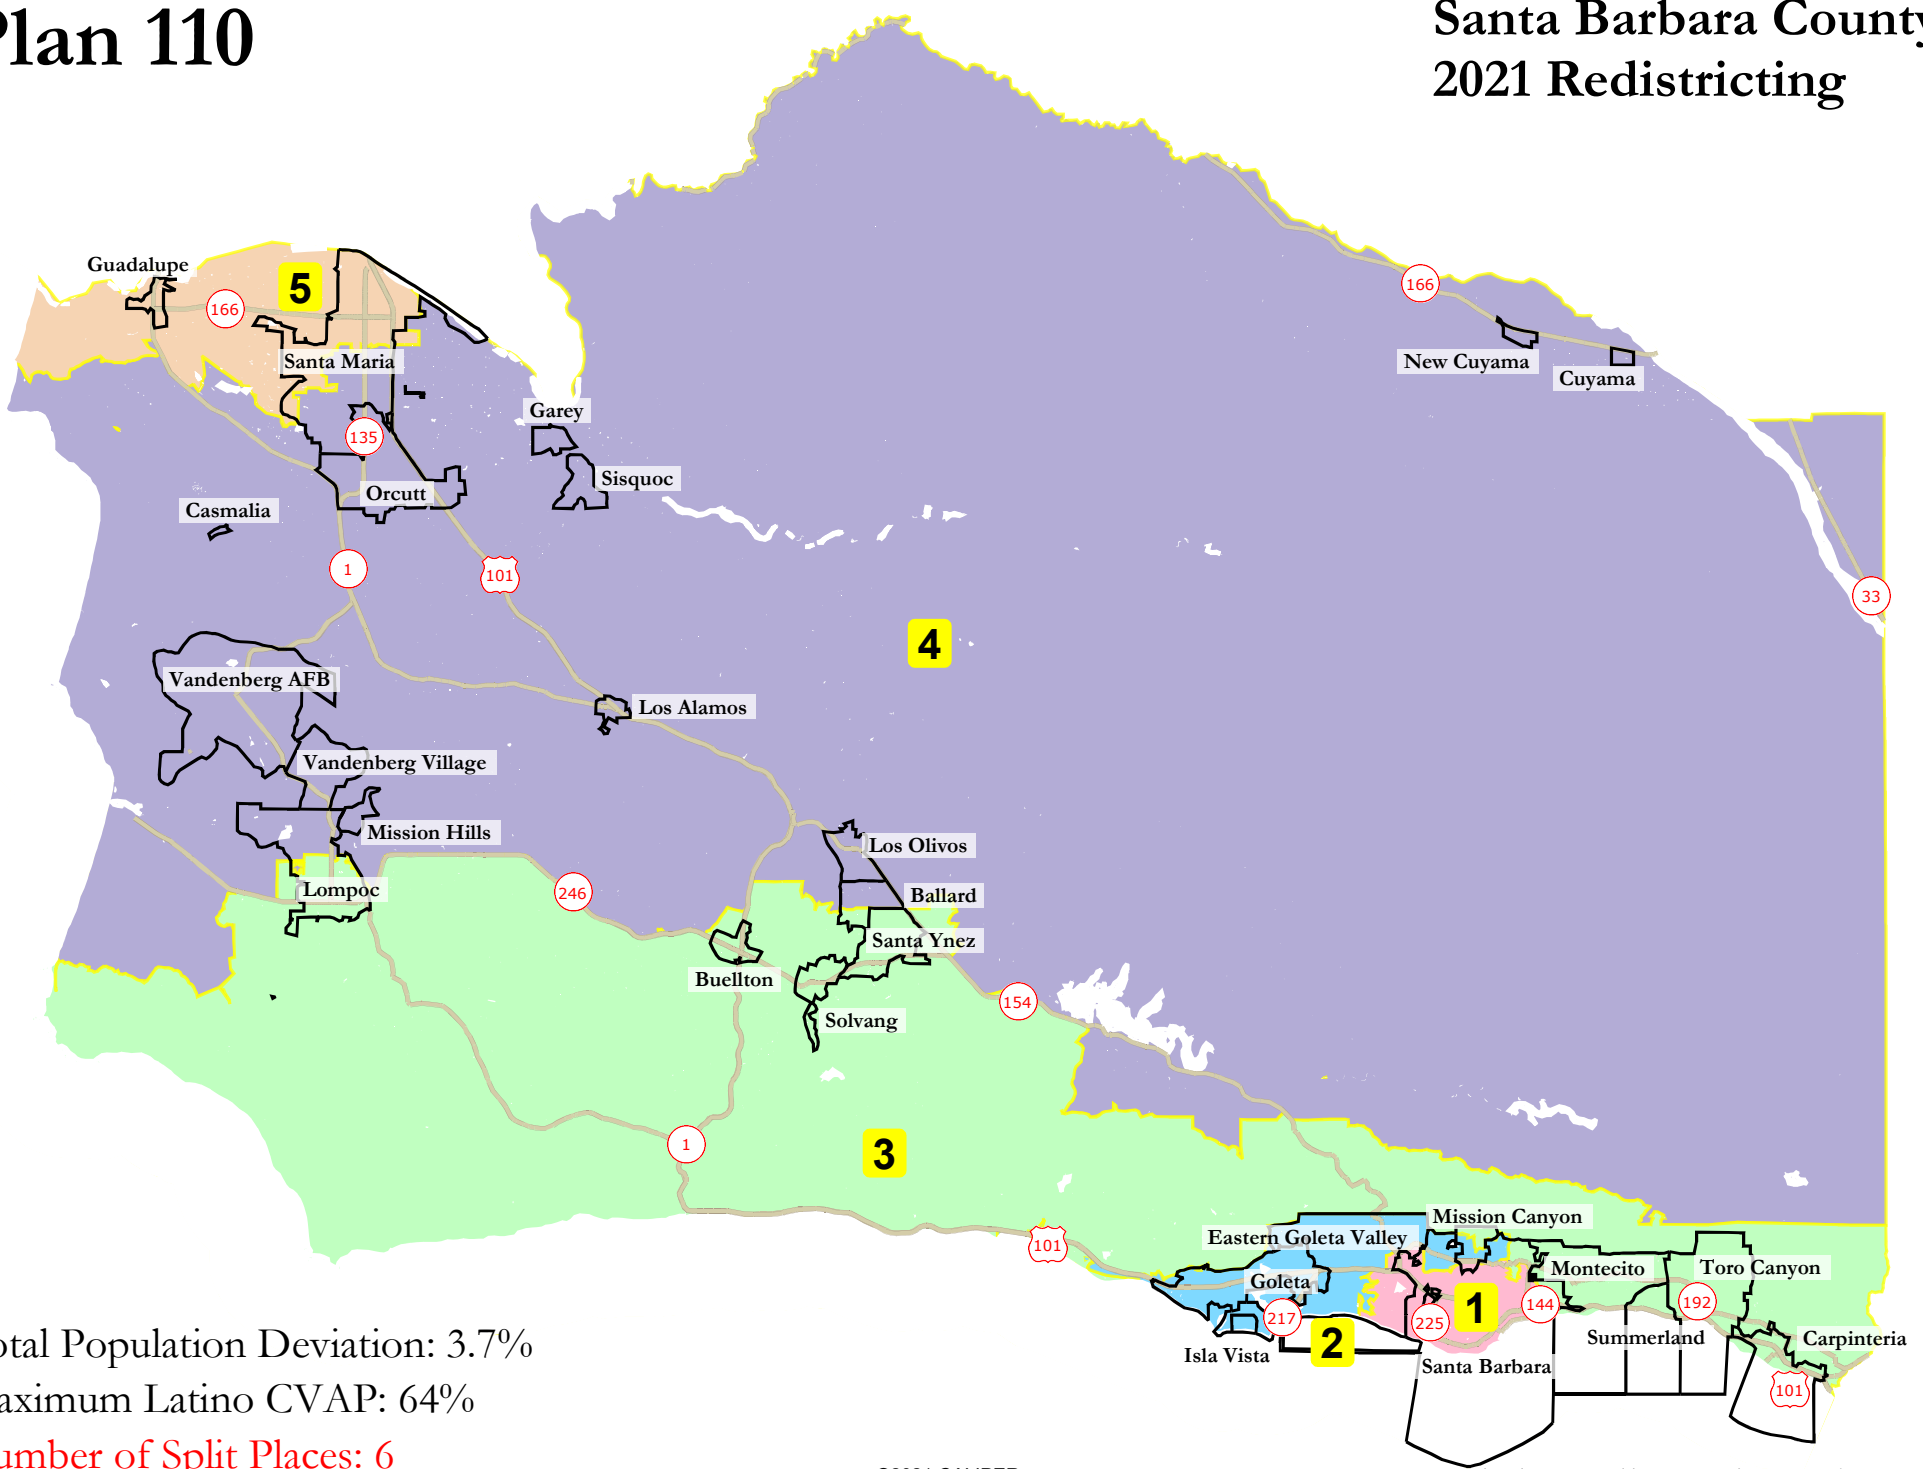 Plan 110
Santa Barbara County
2021 Redistricting
Guadalupe
5
166
166
Santa Maria
New Cuyama
Cuyama
Garey
135
Sisquoc
Orcutt
Casmalia
1
101
33
4
Vandenberg AFB
Los Alamos
Vandenberg Village
Mission Hills
Los Olivos
Lompoc
246
Ballard
Santa Ynez
Buellton
154
Solvang
1
3
Mission Canyon
Eastern Goleta Valley
101
Montecito
Toro Canyon
Goleta
1
144
192
217
225
2
Summerland
Carpinteria
Isla Vista
Santa Barbara
101
otal Population Deviation: 3.7%
aximum Latino CVAP: 64%
umber of Split Places: 6